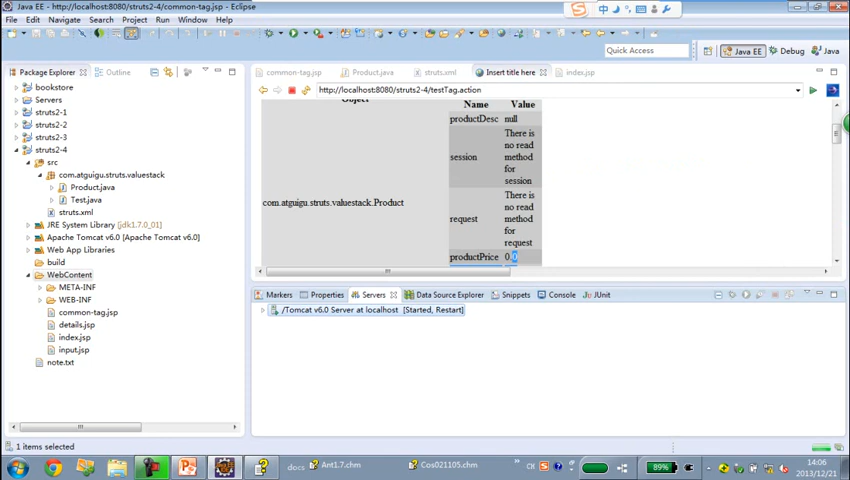 Java EE - http://localhost:8080/struts2-4/common-tag.jsp - Eclipse
File Edit Navigate Search Project Run Window Help
Quick Access
Java EE
Debug
Java
Package Explorer
Outline
bookstore
Servers
struts2-1
struts2-2
struts2-3
struts2-4
src
com.atguigu.struts.valuestack
Product.java
Test.java
struts.xml
JRE System Library [jdk1.7.0_01]
Apache Tomcat v6.0 [Apache Tomcat v6.0]
Web App Libraries
build
WebContent
META-INF
WEB-INF
common-tag.jsp
details.jsp
index.jsp
input.jsp
note.txt
common-tag.jsp
Product.java
struts.xml
Insert title here
index.jsp
http://localhost:8080/struts2-4/testTag.action
Object
Name Value
productDesc null
session
There is
no read
method
for
session
com.atguigu.struts.valuestack.Product
request
There is
no read
method
for
request
productPrice 0.0
Markers
Properties
Servers
Data Source Explorer
Snippets
Console
JUnit
Tomcat v6.0 Server at localhost [Started, Restart]
1 items selected
docs
Ant1.7.chm
Cos021105.chm
89%
14:06
2013/12/21